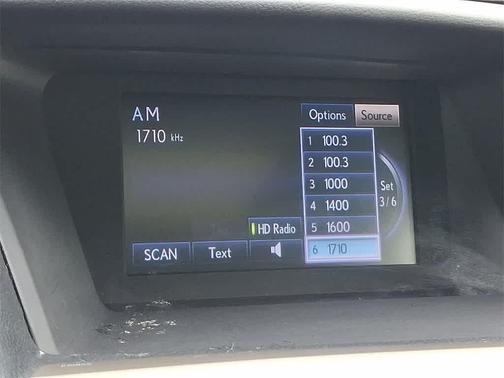 AM
1710 kHz
Options
Source
1 100.3
2 100.3
3 1000
4 1400
5 1600
6 1710
Set
3/6
HD Radio
SCAN
Text